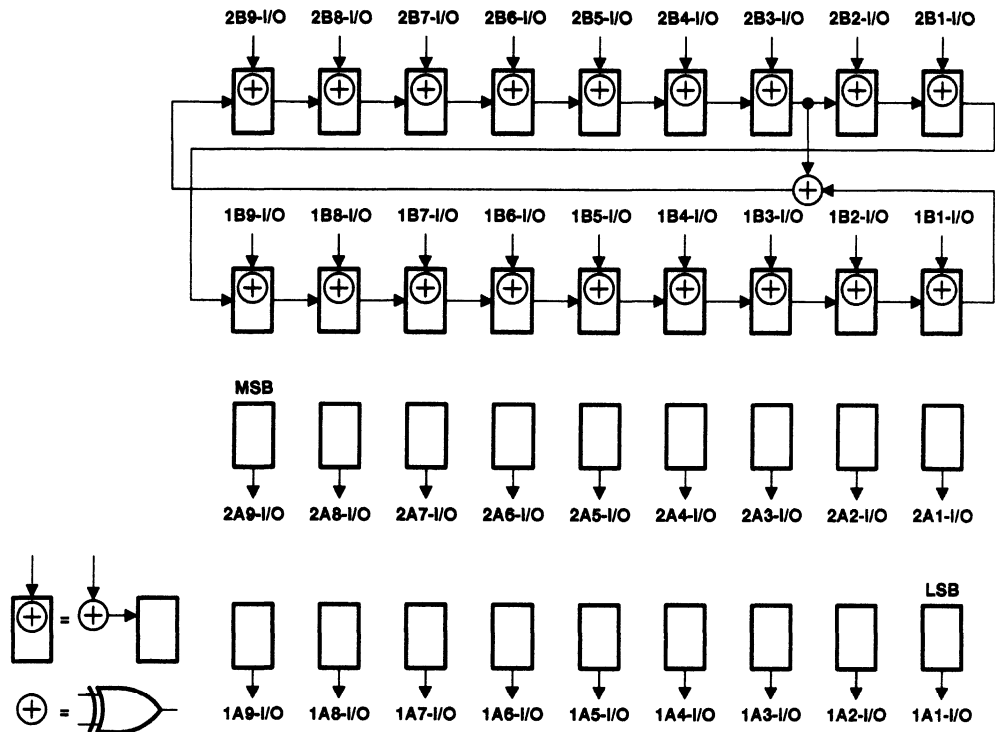 2B9-I/O 2B8-I/O 2B7-I/O 2B6-I/O 2B5-I/O 2B4-I/O 2B3-I/O 2B2-I/O 2B1-I/O
1B9-I/O 1B8-I/O 1B7-I/O 1B6-I/O 1B5-I/O 1B4-I/O 1B3-I/O 1B2-I/O 1B1-I/O
MSB
2A9-I/O 2A8-I/O 2A7-I/O 2A6-I/O 2A5-I/O 2A4-I/O 2A3-I/O 2A2-I/O 2A1-I/O
LSB
=
=
1A9-I/O 1A8-I/O 1A7-I/O 1A6-I/O 1A5-I/O 1A4-I/O 1A3-I/O 1A2-I/O 1A1-I/O